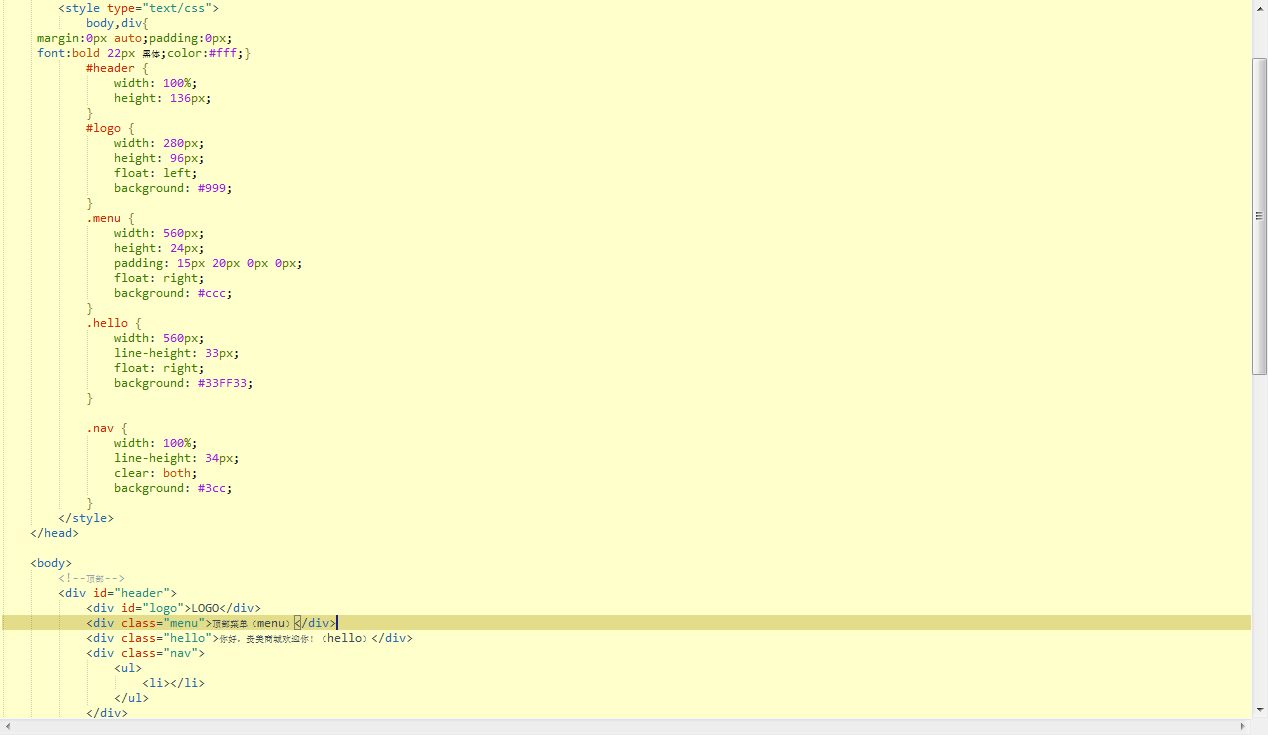 <style type="text/css">
body,div{
margin:0px auto;padding:0px;
font:bold 22px 黑体;color:#fff;}
#header {
width: 100%;
height: 136px;
}
#logo {
width: 280px;
height: 96px;
float: left;
background: #999;
}
.menu {
width: 560px;
height: 24px;
padding: 15px 20px 0px 0px;
float: right;
background: #ccc;
}
.hello {
width: 560px;
line-height: 33px;
float: right;
background: #33FF33;
}
.nav {
width: 100%;
line-height: 34px;
clear: both;
background: #3cc;
}
</style>
</head>
<body>
<!--顶部-->
<div id="header">
<div id="logo">LOGO</div>
<div class="menu">顶部菜单（menu）</div>
<div class="hello">你好，贪美商城欢迎你！（hello）</div>
<div class="nav">
<ul>
<li></li>
</ul>
</div>